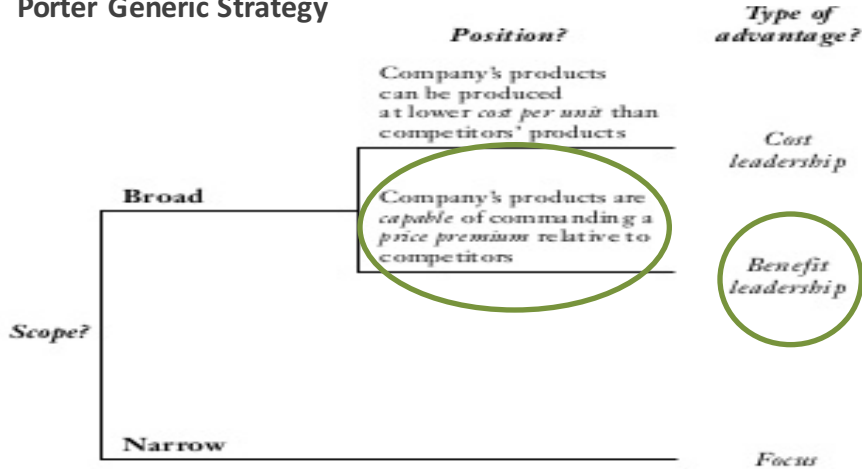 Porter Generic Strategy
Position?
Type of
advantage?
Company's products
can be produced
at lower cost per unit than
competitors' products
Cost
leadership
Broad
Company's products are
capable of commanding a
price premium relative to
competitors
Benefit
leadership
Scope?
Narrow
Focus